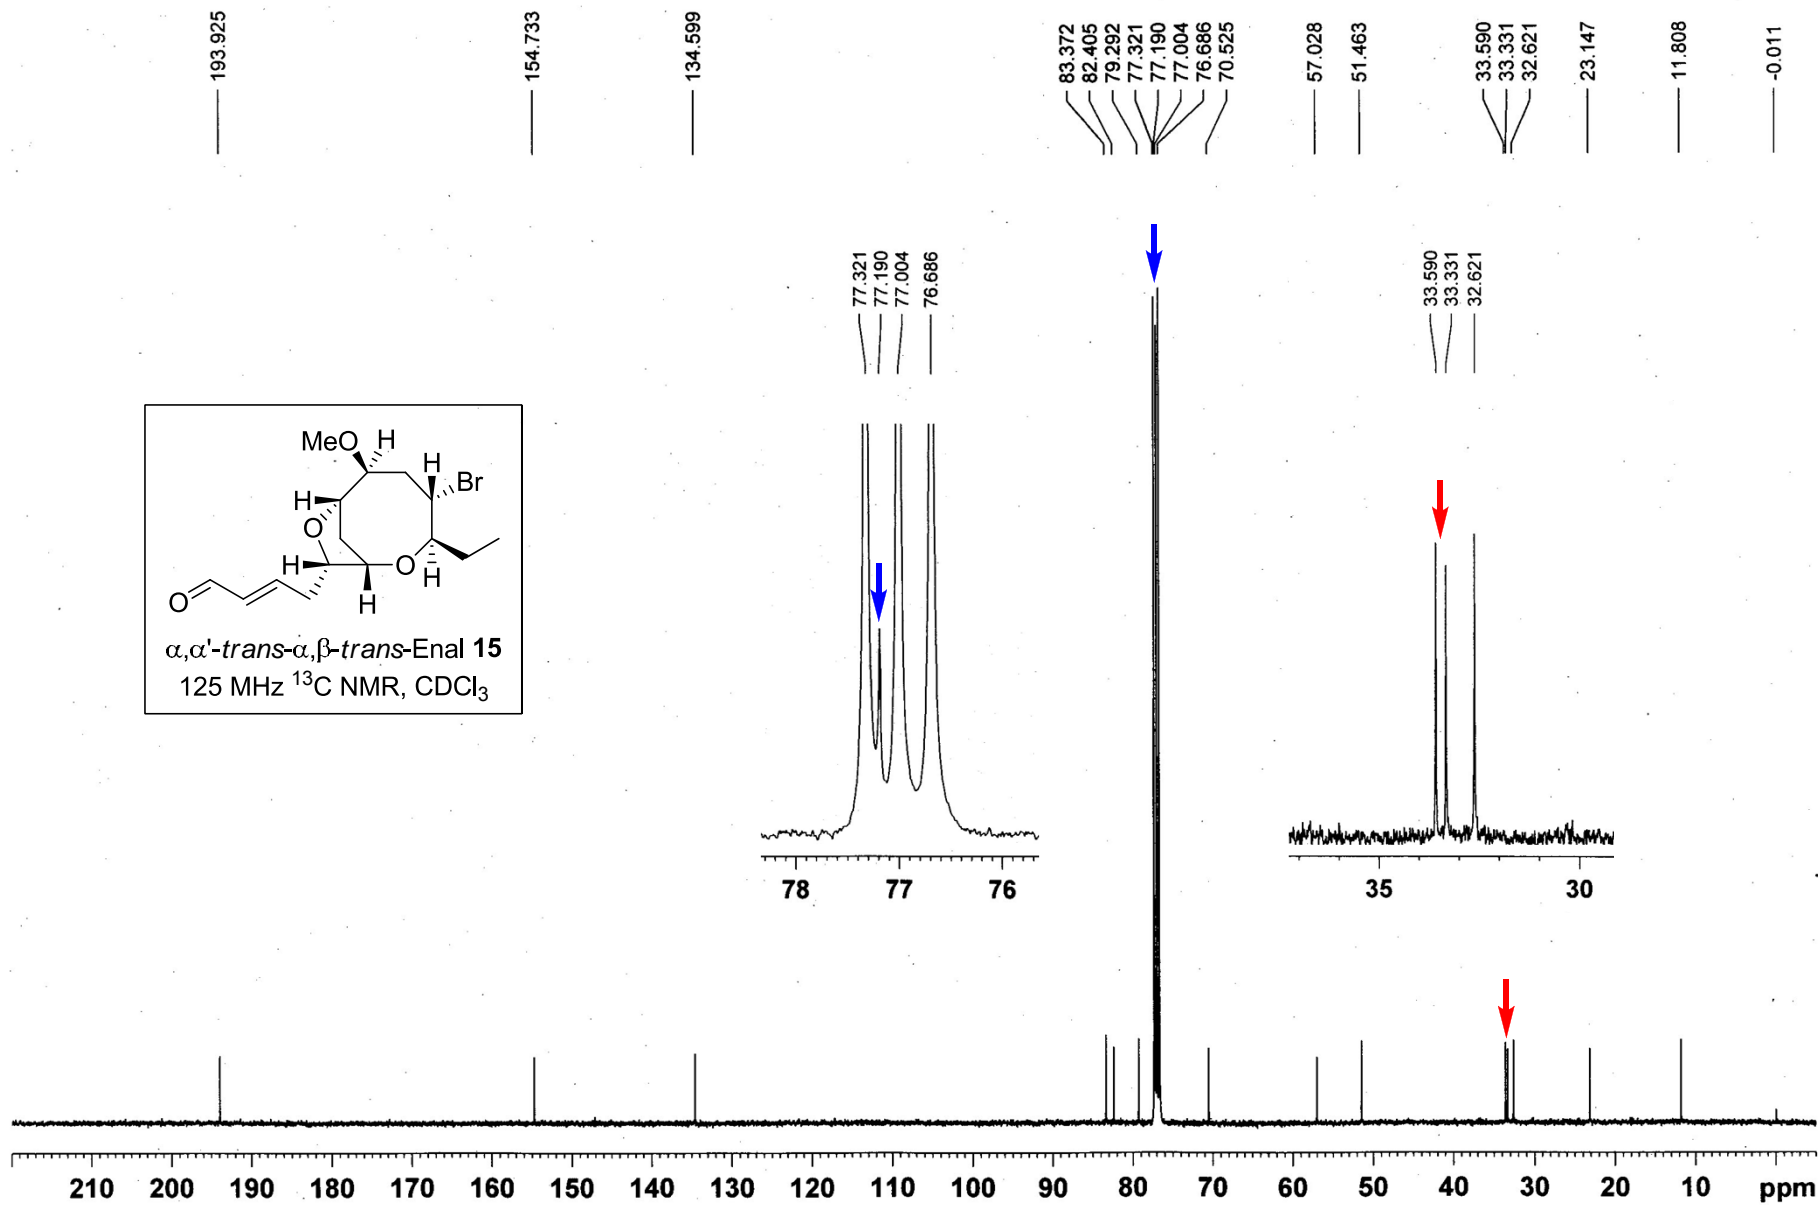 193.925
154.733
134.599
83.372
82.405
79.292
77.321
77.190
77.004
76.686
70.525
57.028
51.463
33.590
33.331
32.621
23.147
11.808
-0.011
77.321
77.190
77.004
76.686
33.590
33.331
32.621
MeO H
H
Br
H
O
H
O
H
H
O
α,α'-trans-α,β-trans-Enal 15
125 MHz ¹³C NMR, CDCl₃
78 77 76
35 30
210 200 190 180 170 160 150 140 130 120 110 100 90 80 70 60 50 40 30 20 10 ppm